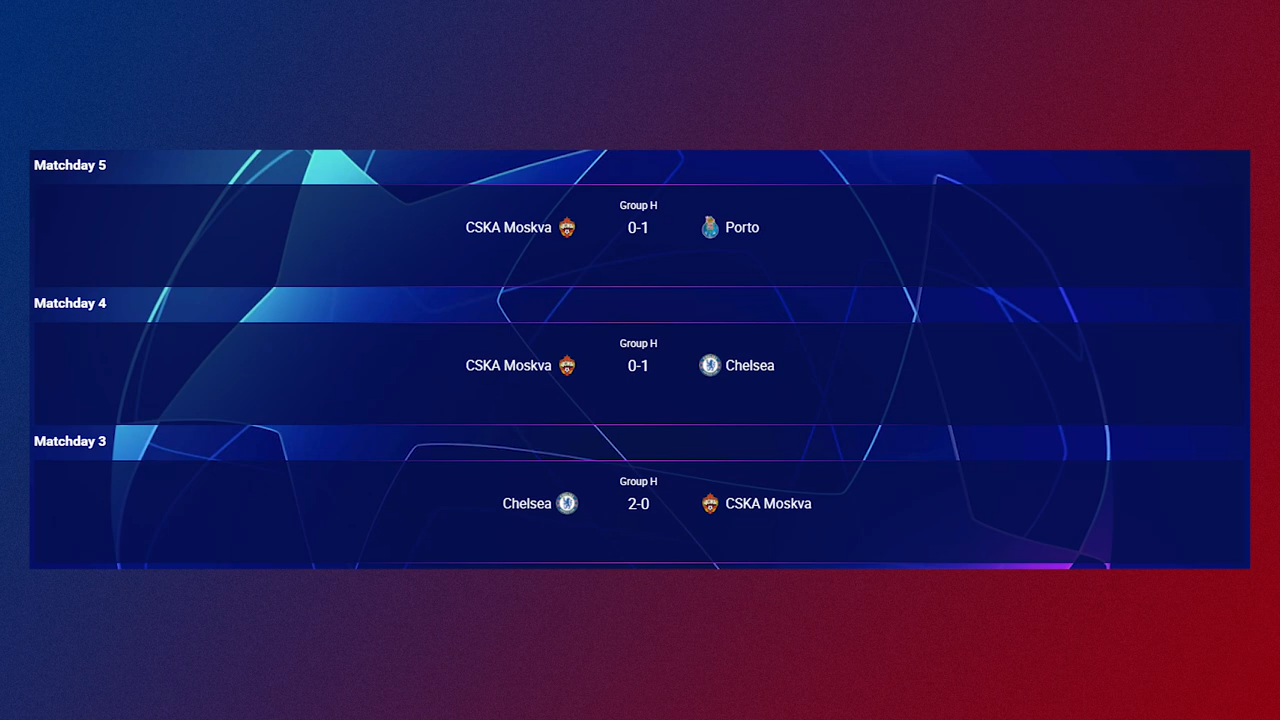 Matchday 5
Group H
CSKA Moskva 0-1 Porto
Matchday 4
Group H
CSKA Moskva 0-1 Chelsea
Matchday 3
Group H
Chelsea 2-0 CSKA Moskva